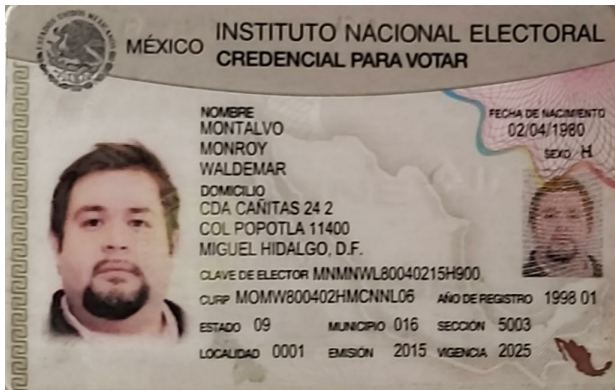 MÉXICO
INSTITUTO NACIONAL ELECTORAL
CREDENCIAL PARA VOTAR
NOMBRE
MONTALVO
MONROY
WALDEMAR
FECHA DE NACIMIENTO
02/04/1980
SEXO H
DOMICILIO
CDA CAÑITAS 24 2
COL POPOTLA 11400
MIGUEL HIDALGO, D.F.
CLAVE DE ELECTOR MNMNWL80040215H900
CURP MOMW800402HMCNNL06 AÑO DE REGISTRO 1998 01
ESTADO 09 MUNICIPIO 016 SECCIÓN 5003
LOCALIDAD 0001 EMISIÓN 2015 VIGENCIA 2025